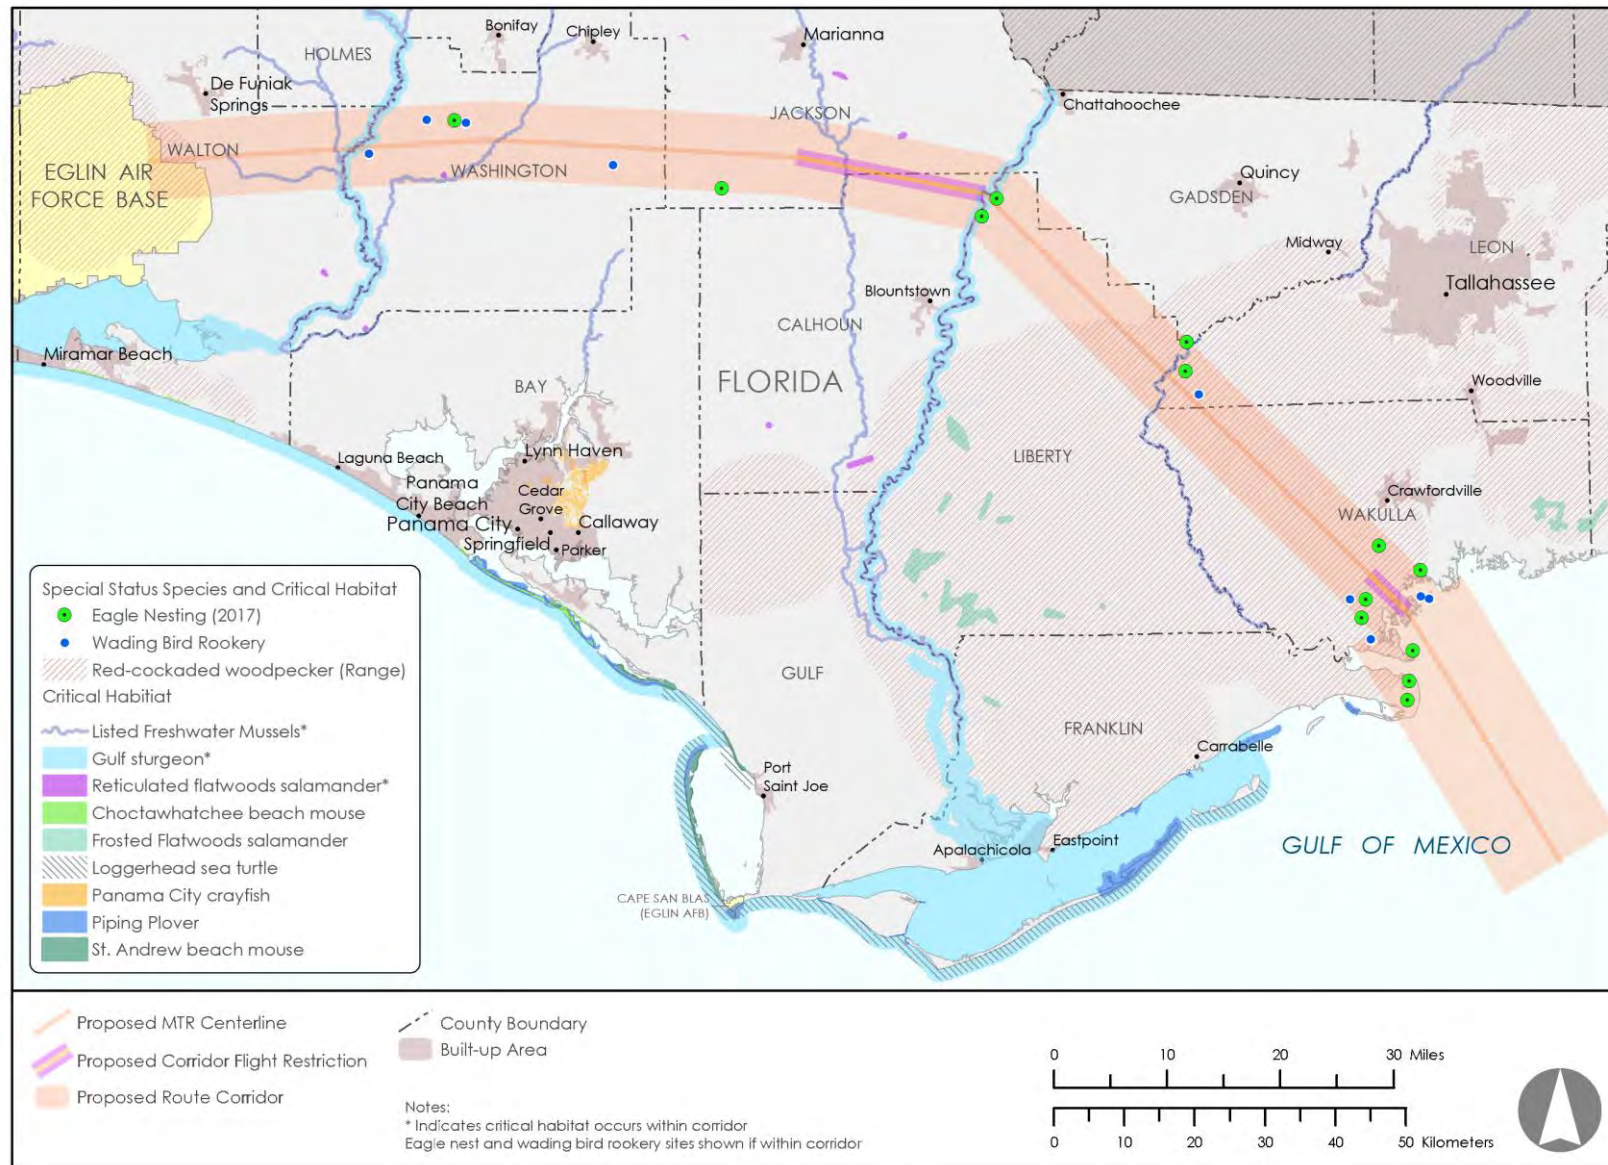 Bonifay
Chipley
Marianna
HOLMES
De Funiak
Springs
Chattahoochee
JACKSON
WALTON
WASHINGTON
EGLIN AIR
FORCE BASE
Quincy
GADSDEN
Midway
LEON
Tallahassee
Blountstown
CALHOUN
Miramar Beach
FLORIDA
BAY
Woodville
Laguna Beach
Lynn Haven
Panama
City Beach
Cedar
Grove
Panama City
Callaway
Springfield
Parker
LIBERTY
Crawfordville
WAKULLA
GULF
FRANKLIN
Carrabelle
Port
Saint Joe
Apalachicola
Eastpoint
GULF OF MEXICO
CAPE SAN BLAS
(EGLIN AFB)
Special Status Species and Critical Habitat
Eagle Nesting (2017)
Wading Bird Rookery
Red-cockaded woodpecker (Range)
Critical Habitiat
Listed Freshwater Mussels*
Gulf sturgeon*
Reticulated flatwoods salamander*
Choctawhatchee beach mouse
Frosted Flatwoods salamander
Loggerhead sea turtle
Panama City crayfish
Piping Plover
St. Andrew beach mouse
Proposed MTR Centerline
Proposed Corridor Flight Restriction
Proposed Route Corridor
County Boundary
Built-up Area
Notes:
* Indicates critical habitat occurs within corridor
Eagle nest and wading bird rookery sites shown if within corridor
0 10 20 30 Miles
0 10 20 30 40 50 Kilometers